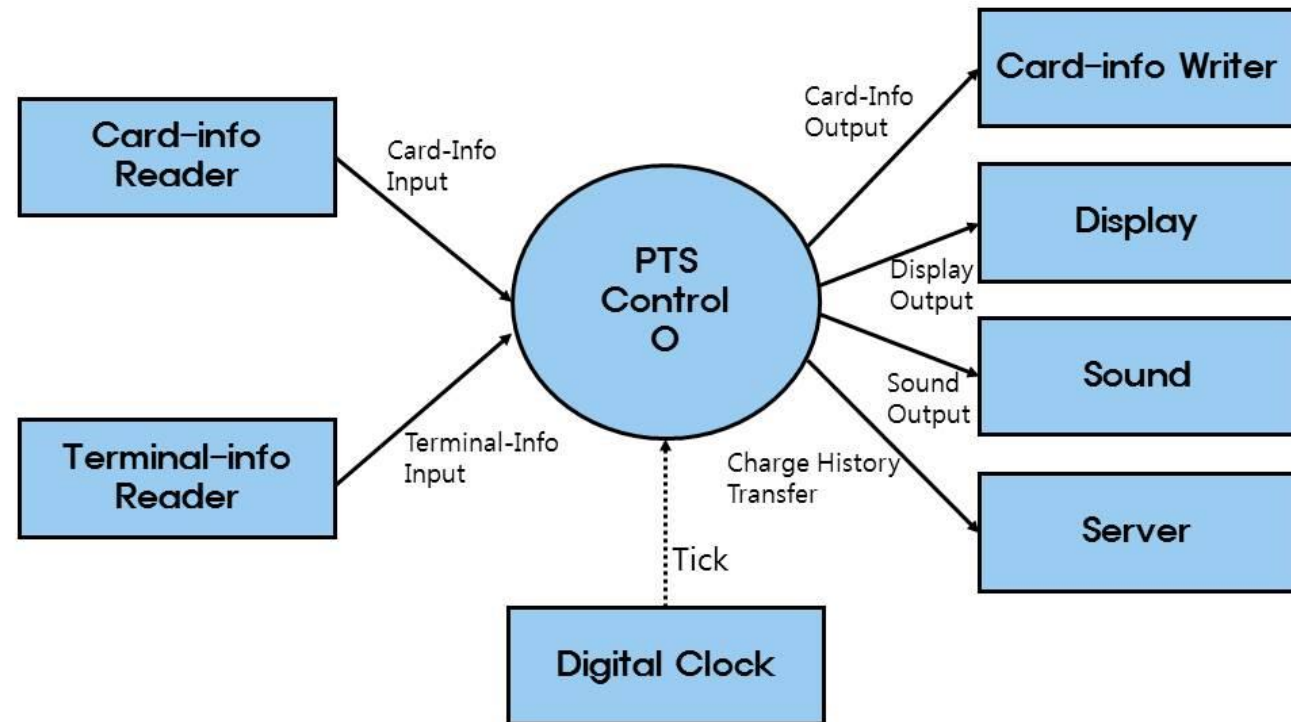 Card-info
Reader
Card-Info
Input
Terminal-info
Reader
Terminal-Info
Input
PTS
Control
O
Tick
Digital Clock
Card-Info
Output
Card-info Writer
Display
Output
Display
Sound
Output
Sound
Charge History
Transfer
Server